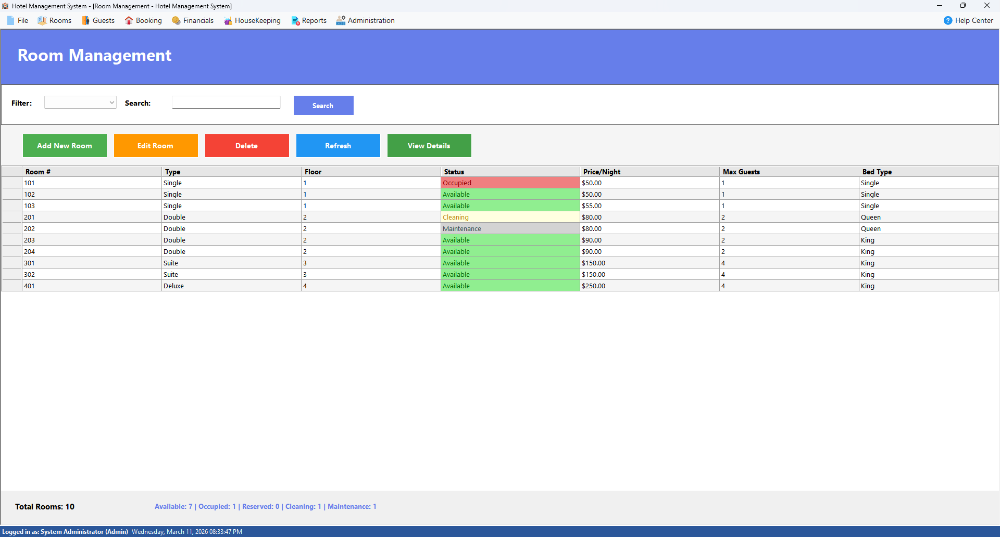 Hotel Management System - [Room Management - Hotel Management System]
File Rooms Guests Booking Financials HouseKeeping Reports Administration ? Help Center
Room Management
Filter: Search: Search
Add New Room Edit Room Delete Refresh View Details
Room # Type Floor Status Price/Night Max Guests Bed Type
101 Single 1 Occupied $50.00 1 Single
102 Single 1 Available $50.00 1 Single
103 Single 1 Available $55.00 1 Single
201 Double 2 Cleaning $80.00 2 Queen
202 Double 2 Maintenance $80.00 2 Queen
203 Double 2 Available $90.00 2 King
204 Double 2 Available $90.00 2 King
301 Suite 3 Available $150.00 4 King
302 Suite 3 Available $150.00 4 King
401 Deluxe 4 Available $250.00 4 King
Total Rooms: 10 Available: 7 | Occupied: 1 | Reserved: 0 | Cleaning: 1 | Maintenance: 1
Logged in as: System Administrator (Admin) Wednesday, March 11, 2026 08:33:47 PM